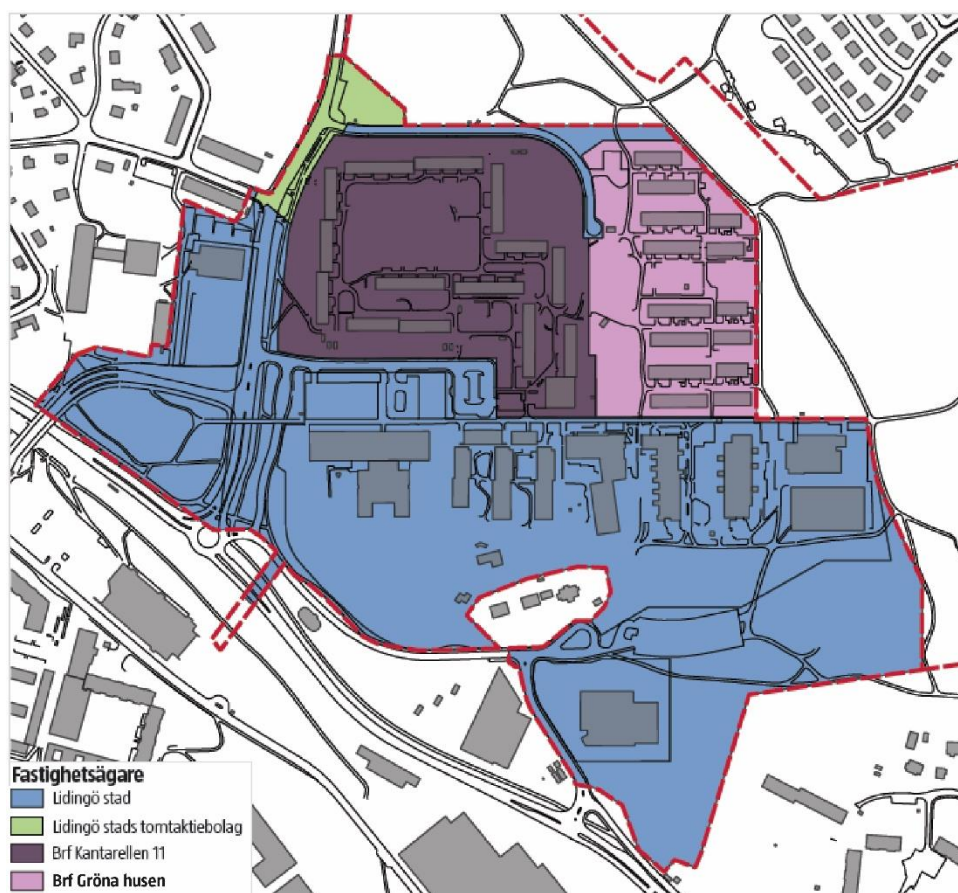 Fastighetsägare
Lidingö stad
Lidingö stads tomtaktiebolag
Brf Kantarellen 11
Brf Gröna husen